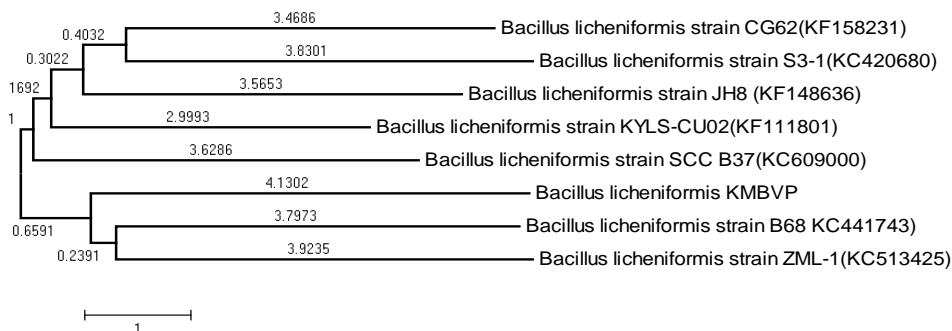 3.4686
Bacillus licheniformis strain CG62(KF158231)
0.4032
3.8301
Bacillus licheniformis strain S3-1(KC420680)
0.3022
3.5653
Bacillus licheniformis strain JH8 (KF148636)
1692
2.9993
Bacillus licheniformis strain KYLS-CU02(KF111801)
1
3.6286
Bacillus licheniformis strain SCC B37(KC609000)
4.1302
Bacillus licheniformis KMBVP
0.6591
3.7973
Bacillus licheniformis strain B68 KC441743)
0.2391
3.9235
Bacillus licheniformis strain ZML-1(KC513425)
1